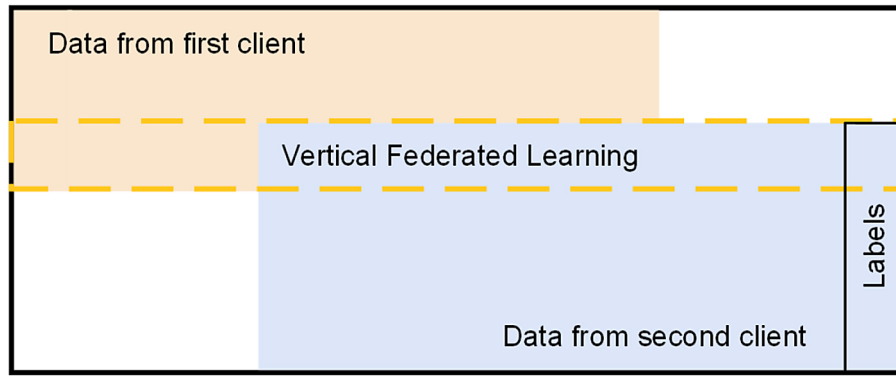 Data from first client
Vertical Federated Learning
Labels
Data from second client